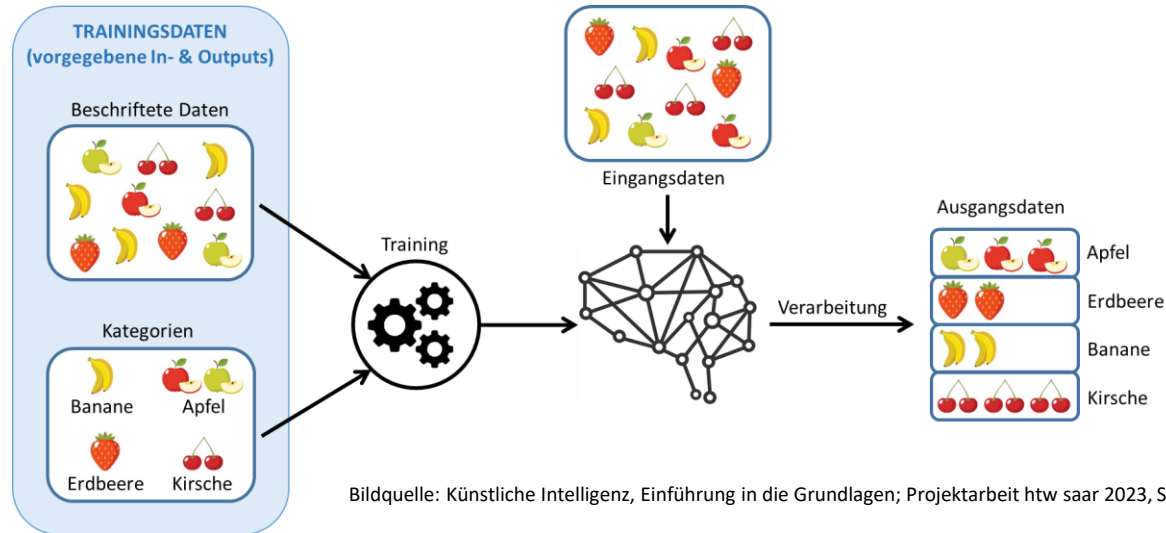 TRAININGSDATEN
(vorgegebene In- & Outputs)
Beschriftete Daten
Kategorien
Banane
Apfel
Erdbeere
Kirsche
Training
Eingangsdaten
Verarbeitung
Ausgangsdaten
Apfel
Erdbeere
Banane
Kirsche
Bildquelle: Künstliche Intelligenz, Einführung in die Grundlagen; Projektarbeit htw saar 2023, S